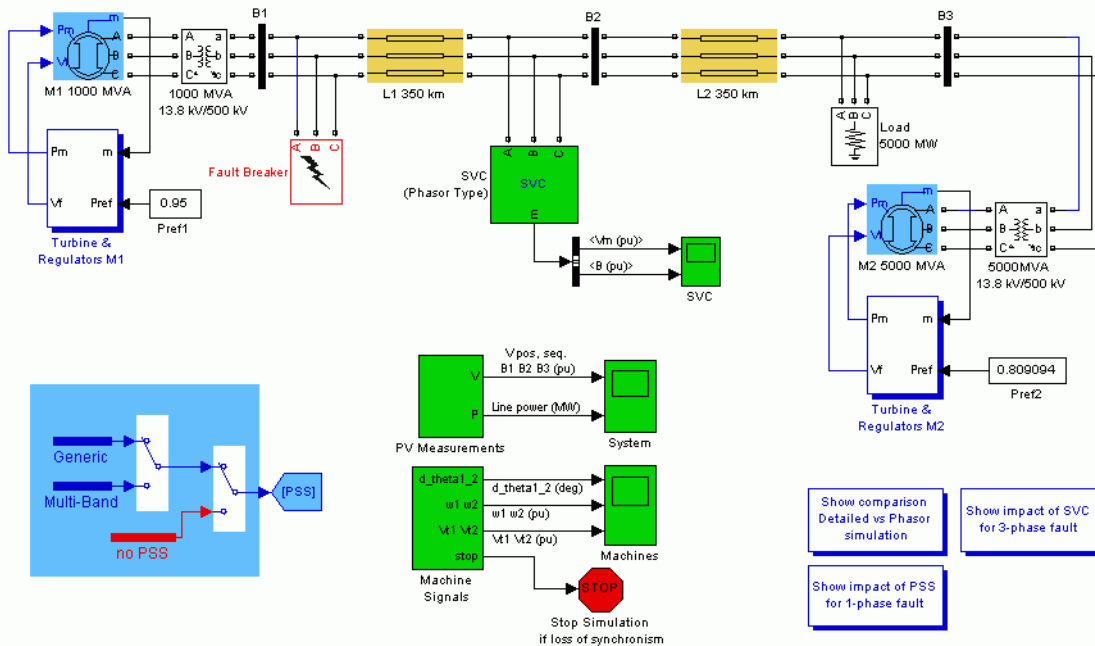 B1
B2
B3
m
Pm
A
B
Vf
C
M1 1000 MVA
A a
B b
C c
1000 MVA
13.8 kV/500 kV
L1 350 km
L2 350 km
A B C
Fault Breaker
A B C
SVC
E
SVC
(Phasor Type)
<Vm (pu)>
<B (pu)>
SVC
A B C
Load
5000 MW
Pm
m
Vf
Pref
0.95
Pref1
Turbine &
Regulators M1
m
Pm
A
Vf
B
C
M2 5000 MVA
A a
B b
C c
5000MVA
13.8 kV/500 kV
Pm
m
Vf
Pref
0.809094
Pref2
Turbine &
Regulators M2
Generic
Multi-Band
no PSS
[PSS]
V
P
PV Measurements
Vpos, seq.
B1 B2 B3 (pu)
Line power (MW)
System
d_theta1_2
w1 w2
Vt1 Vt2
stop
Machine
Signals
d_theta1_2 (deg)
w1 w2 (pu)
Vt1 Vt2 (pu)
Machines
STOP
Stop Simulation
if loss of synchronism
Show comparison
Detailed vs Phasor
simulation
Show impact of SVC
for 3-phase fault
Show impact of PSS
for 1-phase fault